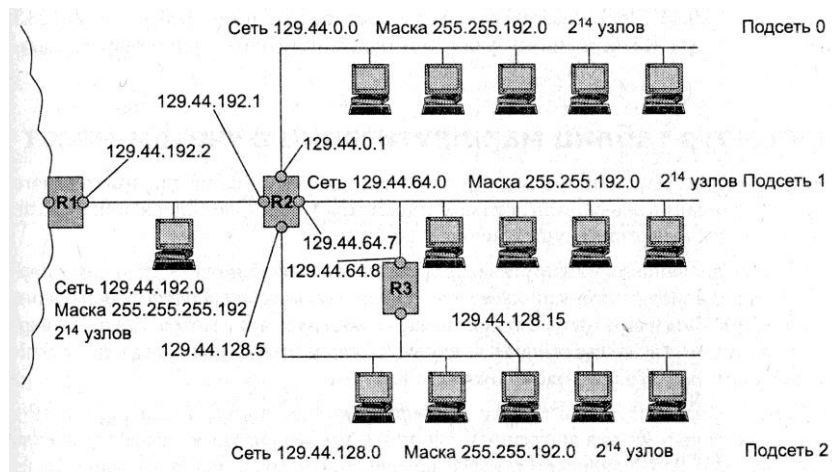 Сеть 129.44.0.0 Маска 255.255.192.0 2¹⁴ узлов Подсеть 0
129.44.192.1
129.44.192.2
129.44.0.1
R1
R2
Сеть 129.44.64.0 Маска 255.255.192.0 2¹⁴ узлов Подсеть 1
129.44.64.7
129.44.64.8
R3
Сеть 129.44.192.0
Маска 255.255.255.192
2¹⁴ узлов
129.44.128.5
129.44.128.15
Сеть 129.44.128.0 Маска 255.255.192.0 2¹⁴ узлов Подсеть 2